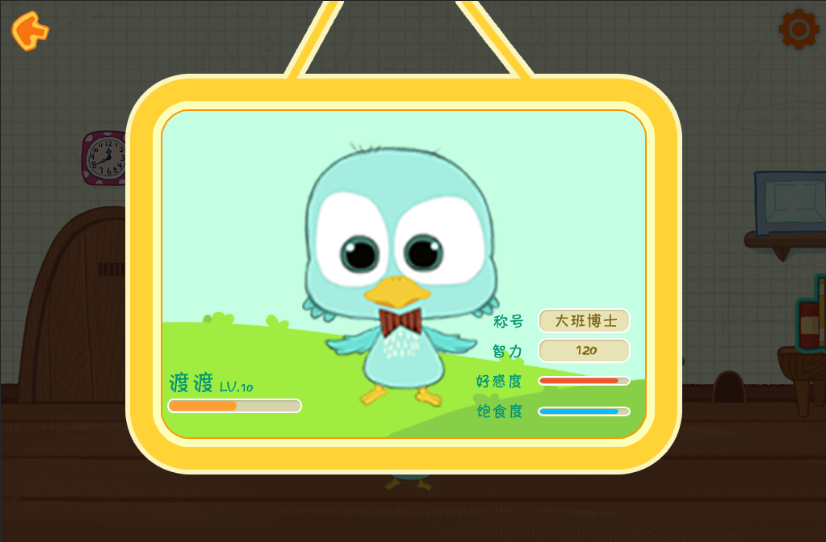 称号 大班博士
智力 120
好感度
渡渡 LV.10
饱食度